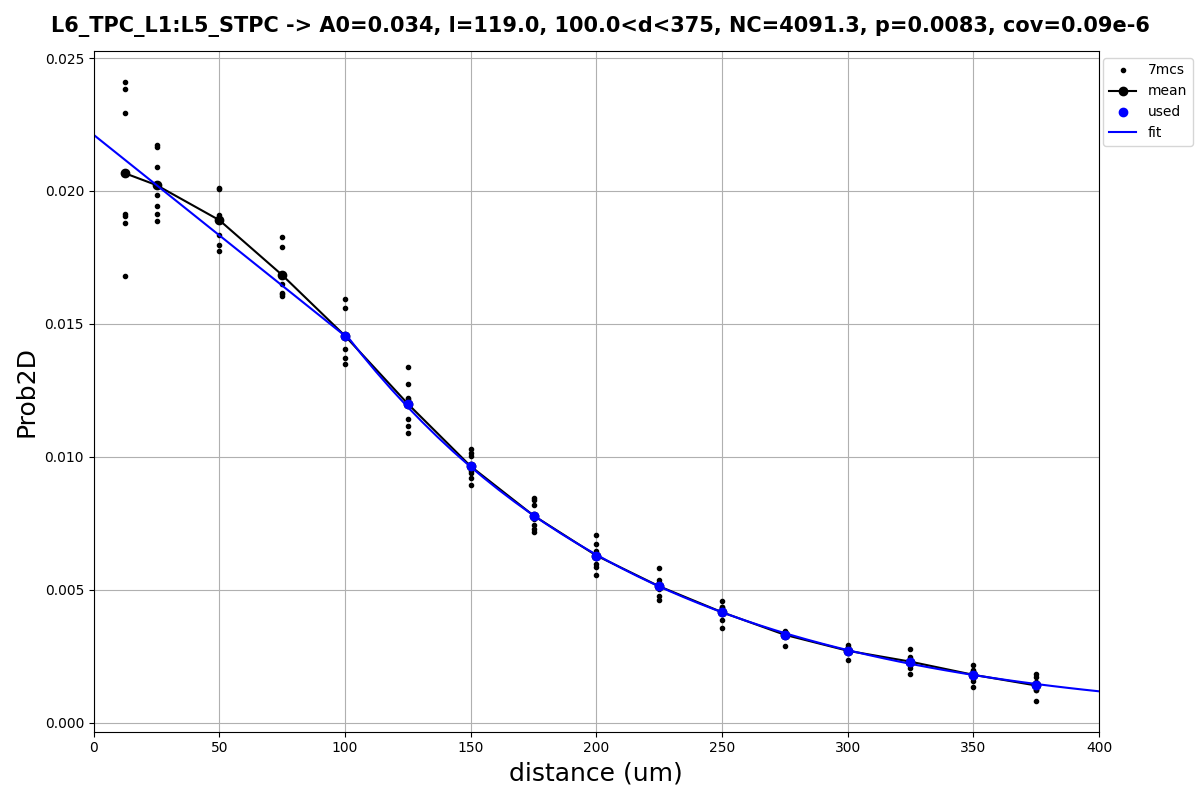 L6_TPC_L1:L5_STPC -> A0=0.034, l=119.0, 100.0<d<375, NC=4091.3, p=0.0083, cov=0.09e-6
0.025
0.020
0.015
0.010
0.005
0.000
Prob2D
0
50
100
150
200
250
300
350
400
distance (um)
7mcs
mean
used
fit